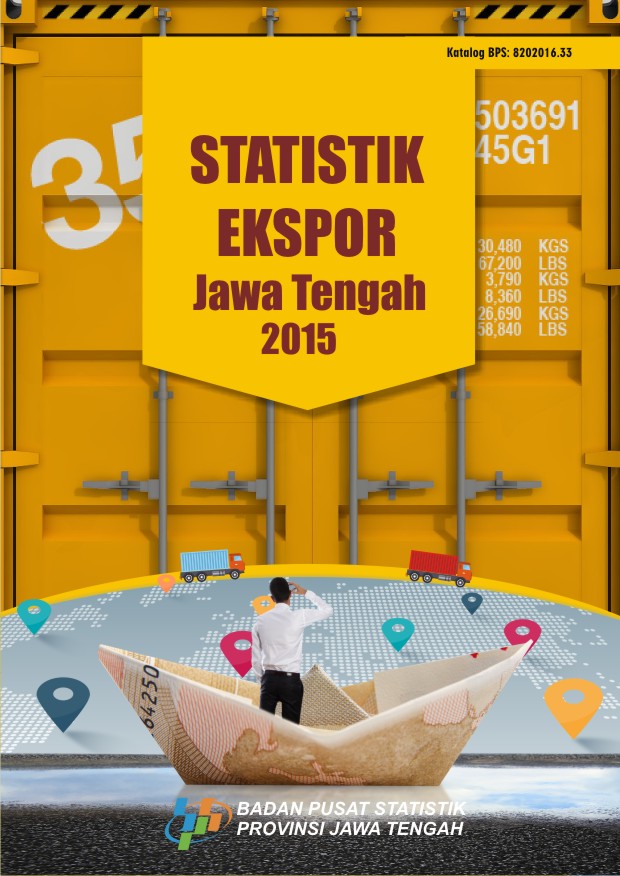 Katalog BPS: 8202016.33
35
503691
45G1
STATISTIK
EKSPOR
Jawa Tengah
2015
30,480 KGS
67,200 LBS
3,790 KGS
8,360 LBS
26,690 KGS
58,840 LBS
64250
BADAN PUSAT STATISTIK
PROVINSI JAWA TENGAH